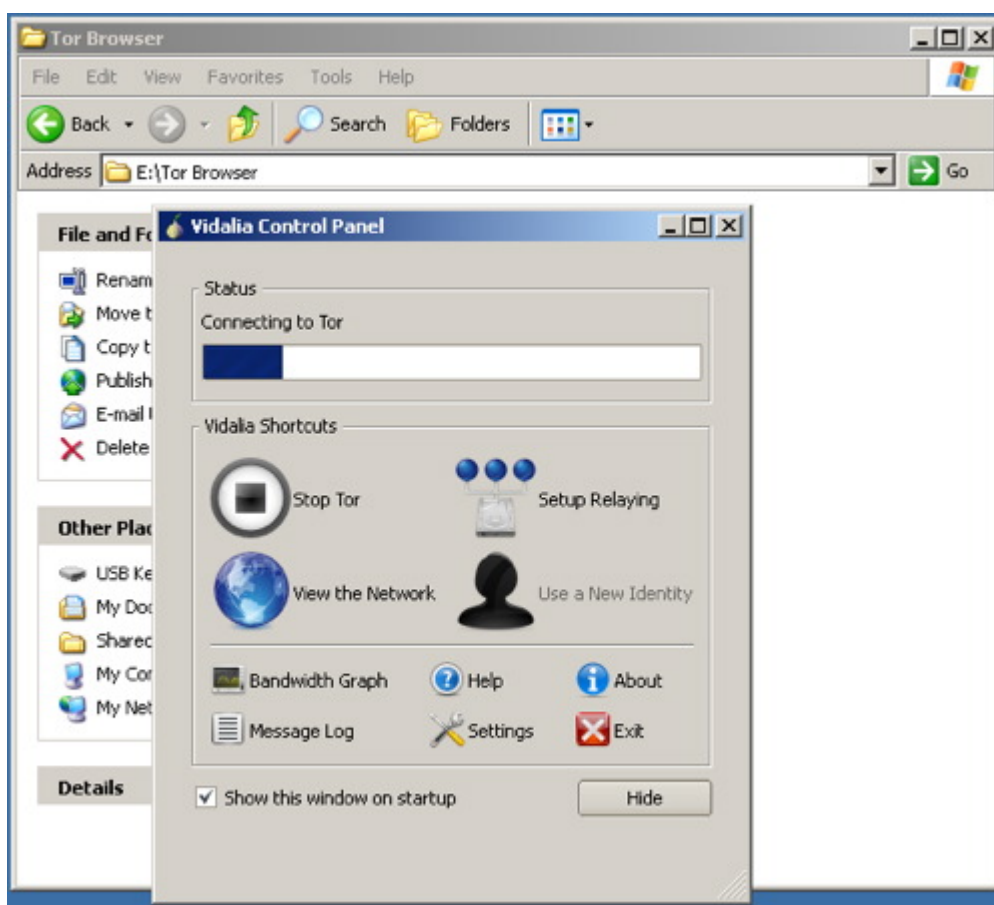 Tor Browser
File Edit View Favorites Tools Help
Back Search Folders
Address E:\Tor Browser Go
File and Fo
Renam
Move t
Copy t
Publish
E-mail
Delete
Other Plac
USB Ke
My Doc
Shared
My Com
My Net
Details
Vidalia Control Panel
Status
Connecting to Tor
Vidalia Shortcuts
Stop Tor Setup Relaying
View the Network Use a New Identity
Bandwidth Graph Help About
Message Log Settings Exit
Show this window on startup Hide